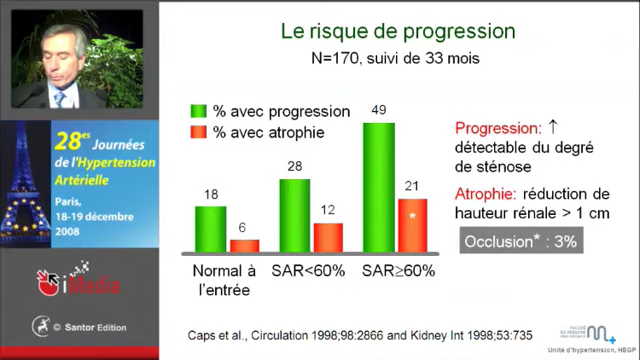 Le risque de progression
N=170, suivi de 33 mois
% avec progression
% avec atrophie
18
6
28
12
49
21
*
Normal à
l'entrée
SAR<60%
SAR≥60%
Progression: ↑
détectable du degré
de sténose
Atrophie: réduction de
hauteur rénale > 1 cm
Occlusion* : 3%
Caps et al., Circulation 1998;98:2866 and Kidney Int 1998;53:735
28es Journées
de l'Hypertension
Artérielle
Paris,
18-19 décembre
2008
iMedia
© Santor Edition
FACULTÉ
DE MÉDECINE
Unité d'hypertension, HEGP